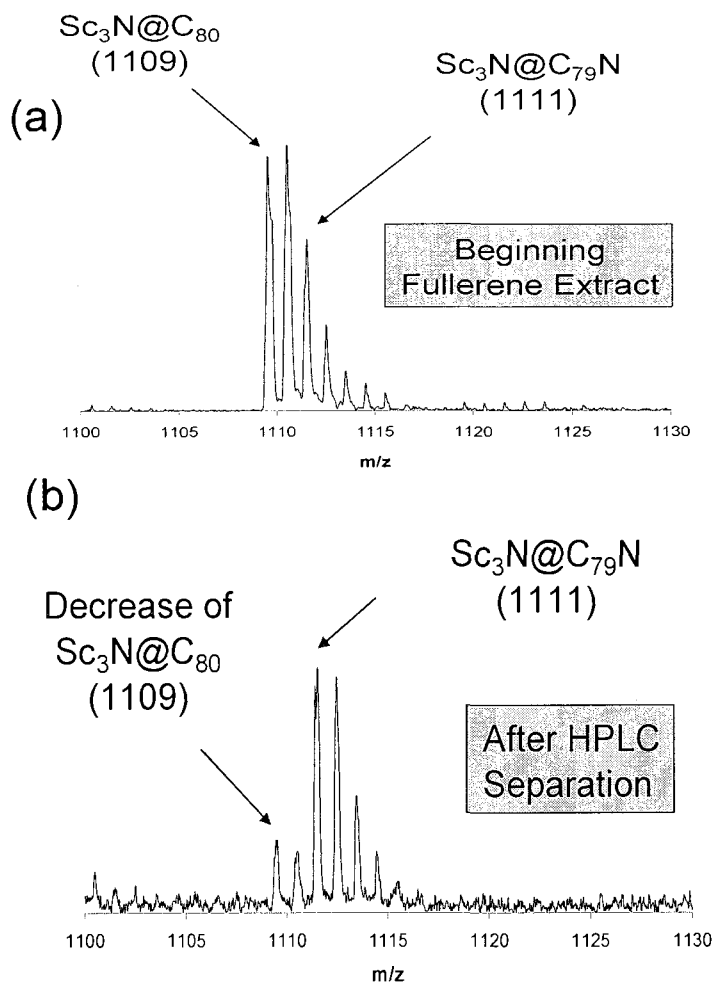 Sc₃N@C₈₀
(1109)
Sc₃N@C₇₉N
(1111)
(a)
Beginning
Fullerene Extract
1100 1105 1110 1115 1120 1125 1130
m/z
(b)
Sc₃N@C₇₉N
(1111)
Decrease of
Sc₃N@C₈₀
(1109)
After HPLC
Separation
1100 1105 1110 1115 1120 1125 1130
m/z